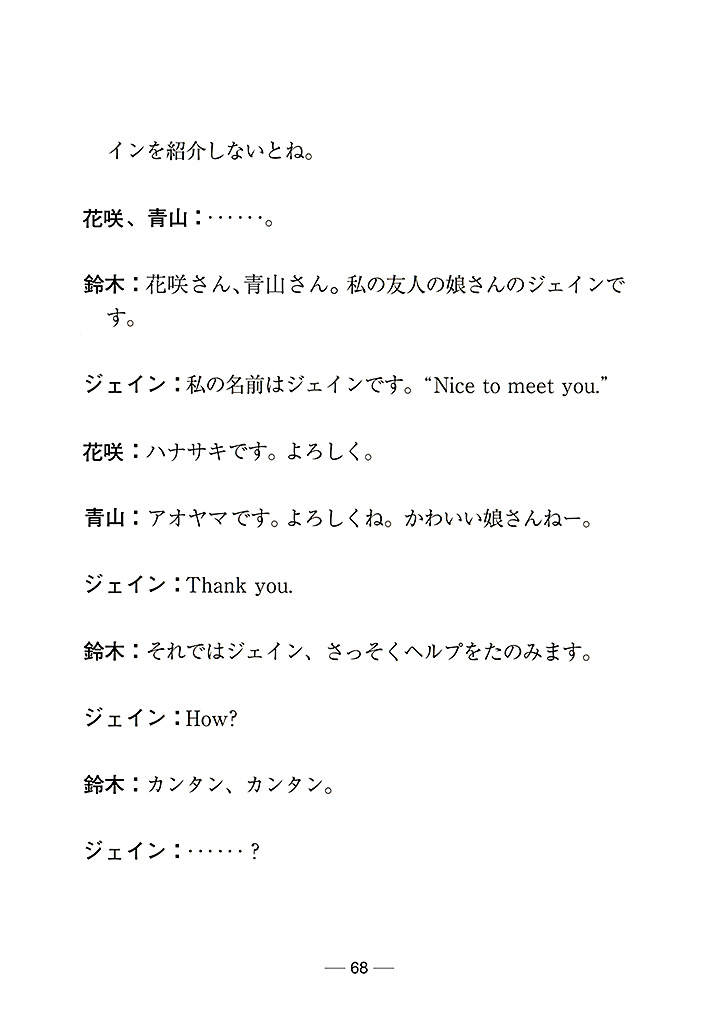 インを紹介しないとね。
花咲、青山：‥‥‥。
鈴木：花咲さん、青山さん。私の友人の娘さんのジェインで
す。
ジェイン：私の名前はジェインです。“Nice to meet you.”
花咲：ハナサキです。よろしく。
青山：アオヤマです。よろしくね。かわいい娘さんねー。
ジェイン：Thank you.
鈴木：それではジェイン、さっそくヘルプをたのみます。
ジェイン：How?
鈴木：カンタン、カンタン。
ジェイン：‥‥‥？
— 68 —